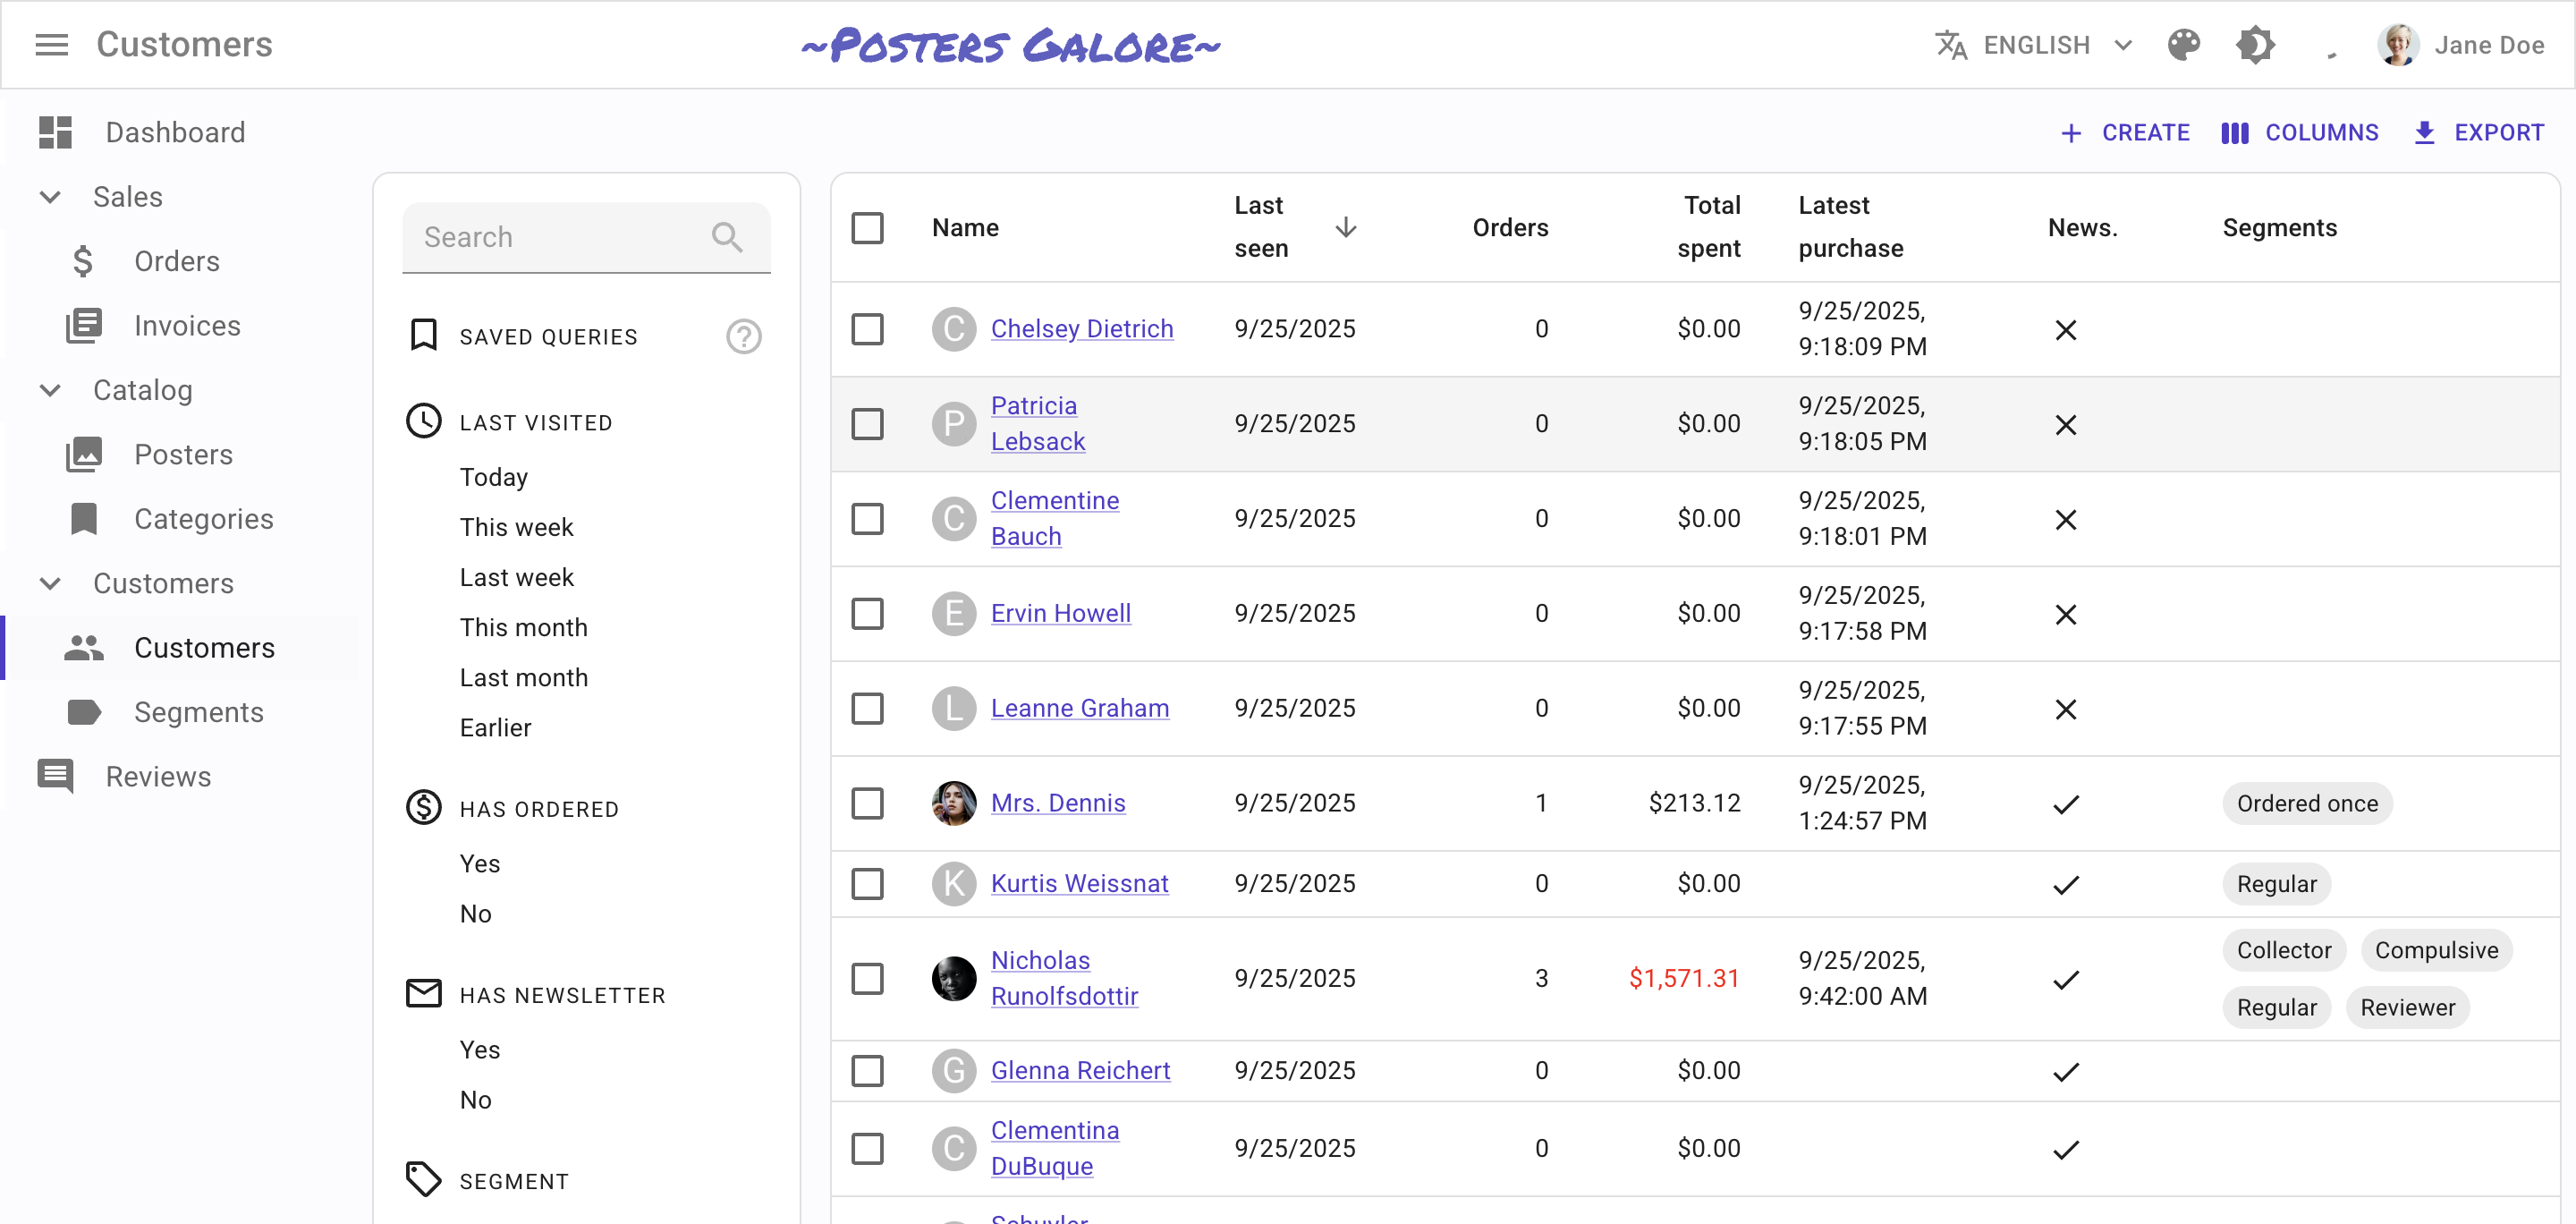 Customers
~Posters Galore~
ENGLISH
Jane Doe
Dashboard
Sales
Orders
Invoices
Catalog
Posters
Categories
Customers
Customers
Segments
Reviews
CREATE
COLUMNS
EXPORT
Search
SAVED QUERIES
?
LAST VISITED
Today
This week
Last week
This month
Last month
Earlier
HAS ORDERED
Yes
No
HAS NEWSLETTER
Yes
No
SEGMENT
Name Last seen Orders Total spent Latest purchase News. Segments
C Chelsey Dietrich 9/25/2025 0 $0.00 9/25/2025, 9:18:09 PM
P Patricia Lebsack 9/25/2025 0 $0.00 9/25/2025, 9:18:05 PM
C Clementine Bauch 9/25/2025 0 $0.00 9/25/2025, 9:18:01 PM
E Ervin Howell 9/25/2025 0 $0.00 9/25/2025, 9:17:58 PM
L Leanne Graham 9/25/2025 0 $0.00 9/25/2025, 9:17:55 PM
Mrs. Dennis 9/25/2025 1 $213.12 9/25/2025, 1:24:57 PM Ordered once
K Kurtis Weissnat 9/25/2025 0 $0.00 Regular
Nicholas Runolfsdottir 9/25/2025 3 $1,571.31 9/25/2025, 9:42:00 AM Collector Compulsive Regular Reviewer
G Glenna Reichert 9/25/2025 0 $0.00
C Clementina DuBuque 9/25/2025 0 $0.00